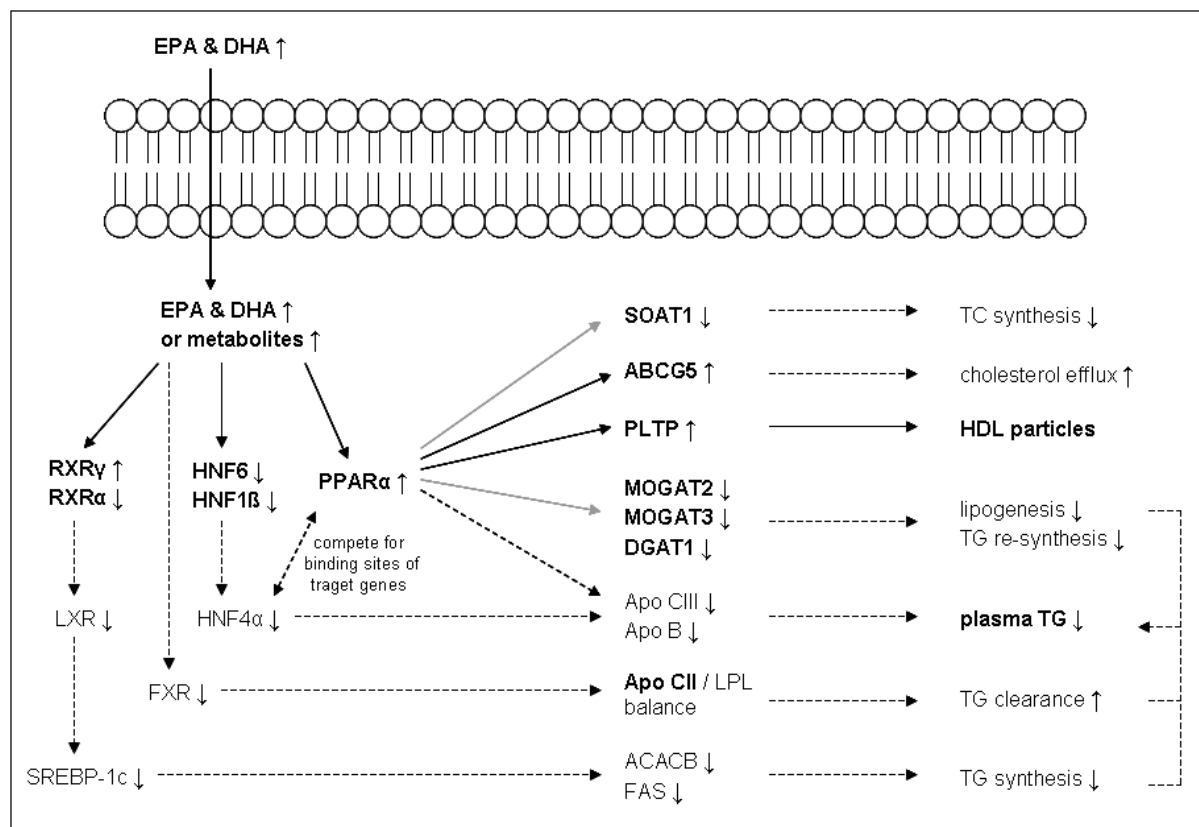 EPA & DHA ↑
EPA & DHA ↑
or metabolites ↑
RXRγ ↑
RXRα ↓
HNF6 ↓
HNF1ß ↓
PPARα ↑
compete for
binding sites of
traget genes
LXR ↓
HNF4α ↓
FXR ↓
SREBP-1c ↓
SOAT1 ↓
ABCG5 ↑
PLTP ↑
MOGAT2 ↓
MOGAT3 ↓
DGAT1 ↓
Apo CIII ↓
Apo B ↓
Apo CII / LPL
balance
ACACB ↓
FAS ↓
TC synthesis ↓
cholesterol efflux ↑
HDL particles
lipogenesis ↓
TG re-synthesis ↓
plasma TG ↓
TG clearance ↑
TG synthesis ↓